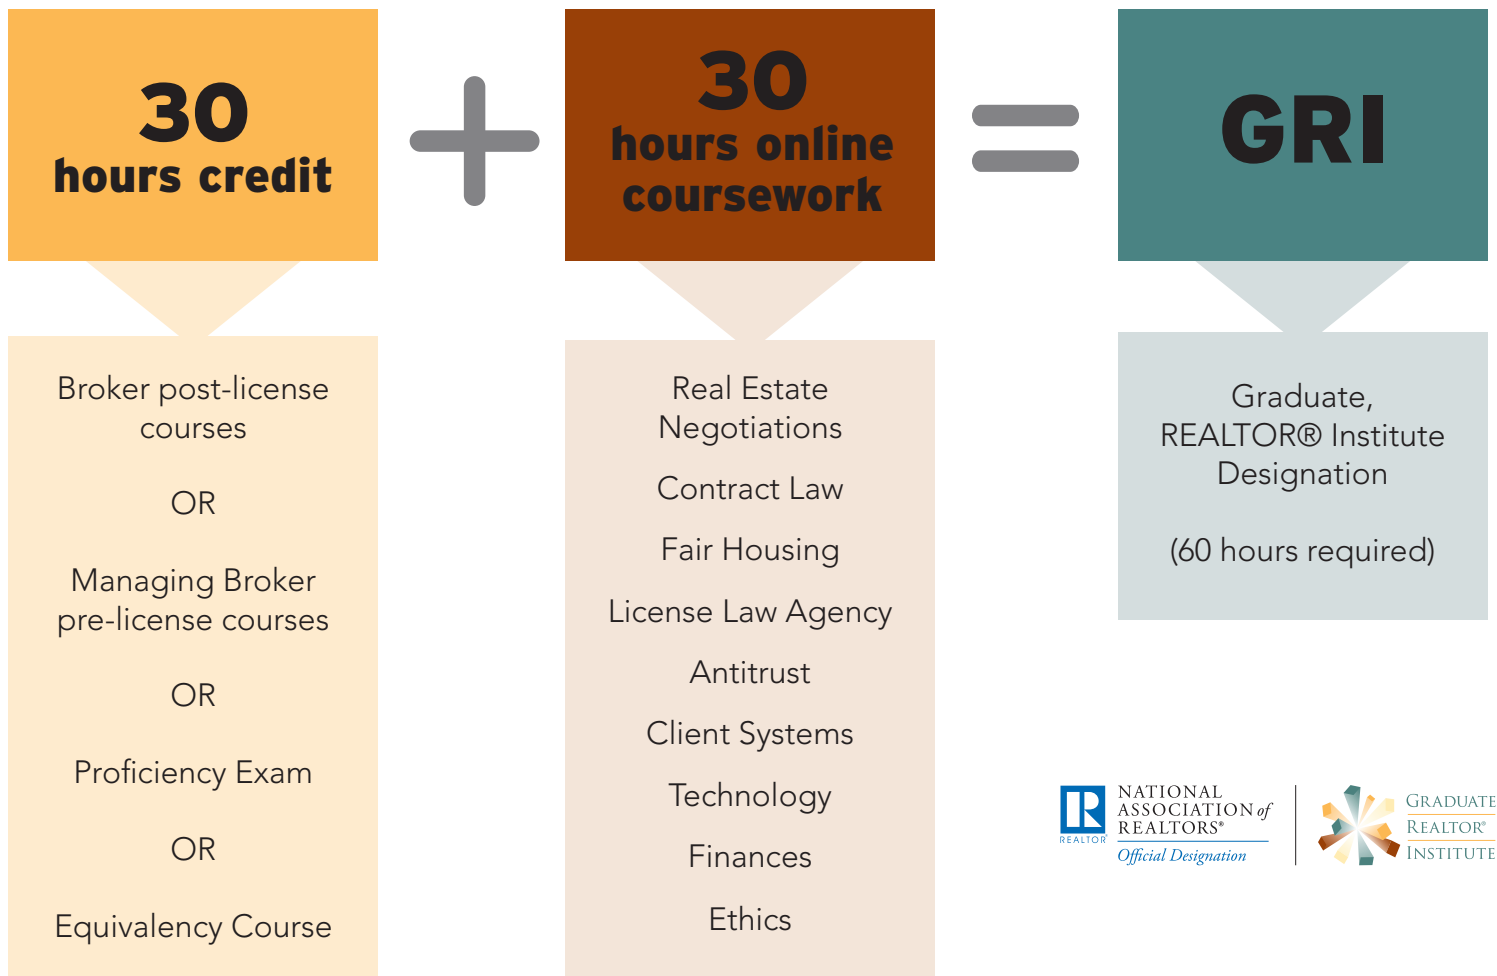 30
hours credit
30
hours online
coursework
GRI
Broker post-license
courses
OR
Managing Broker
pre-license courses
OR
Proficiency Exam
OR
Equivalency Course
Real Estate
Negotiations
Contract Law
Fair Housing
License Law Agency
Antitrust
Client Systems
Technology
Finances
Ethics
Graduate,
REALTOR® Institute
Designation
(60 hours required)
R
REALTOR®
NATIONAL
ASSOCIATION of
REALTORS®
Official Designation
GRADUATE
REALTOR®
INSTITUTE